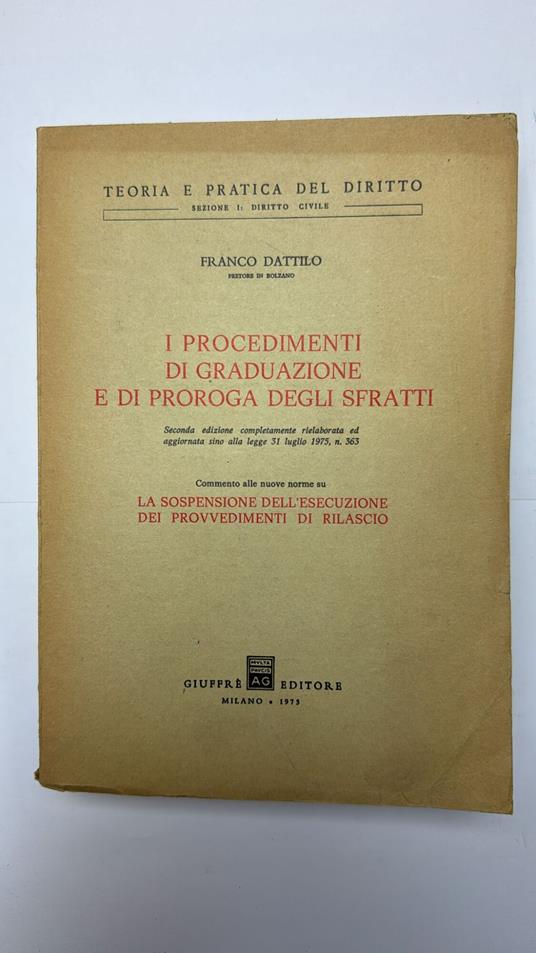 TEORIA E PRATICA DEL DIRITTO
SEZIONE I: DIRITTO CIVILE
FRANCO DATTILO
PRETORE IN BOLZANO
I PROCEDIMENTI
DI GRADUAZIONE
E DI PROROGA DEGLI SFRATTI
Seconda edizione completamente rielaborata ed
aggiornata sino alla legge 31 luglio 1975, n. 363
Commento alle nuove norme su
LA SOSPENSIONE DELL'ESECUZIONE
DEI PROVVEDIMENTI DI RILASCIO
MVLTA
PAVCIS
AG
GIUFFRÈ EDITORE
MILANO • 1975